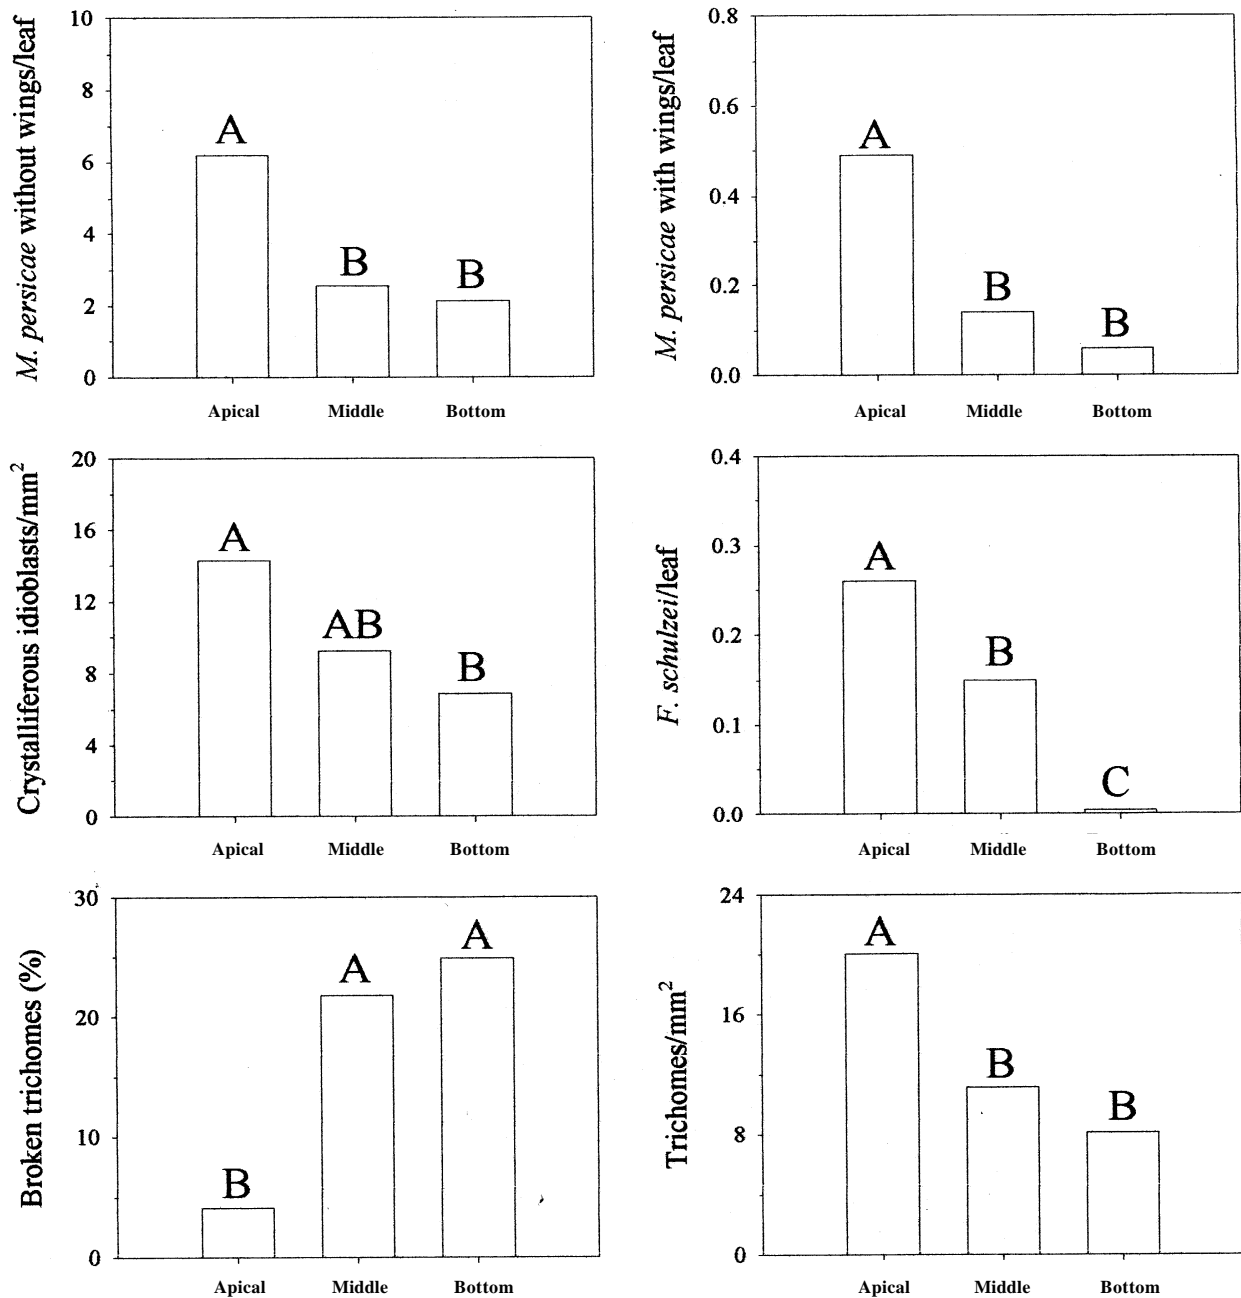 M. persicae without wings/leaf
10
8
6
4
2
0
A
B
B
Apical Middle Bottom
M. persicae with wings/leaf
0.8
0.6
0.4
0.2
0.0
A
B
B
Apical Middle Bottom
Crystalliferous idioblasts/mm²
20
16
12
8
4
0
A
AB
B
Apical Middle Bottom
F. schulzei/leaf
0.4
0.3
0.2
0.1
0.0
A
B
C
Apical Middle Bottom
Broken trichomes (%)
30
20
10
0
B
A
A
Apical Middle Bottom
Trichomes/mm²
24
16
8
0
A
B
B
Apical Middle Bottom